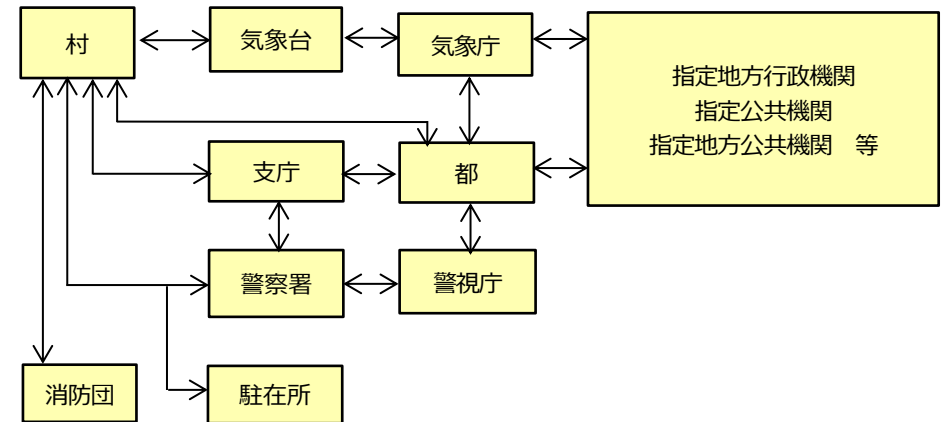 村
気象台
気象庁
指定地方行政機関
指定公共機関
指定地方公共機関　等
支庁
都
警察署
警視庁
消防団
駐在所